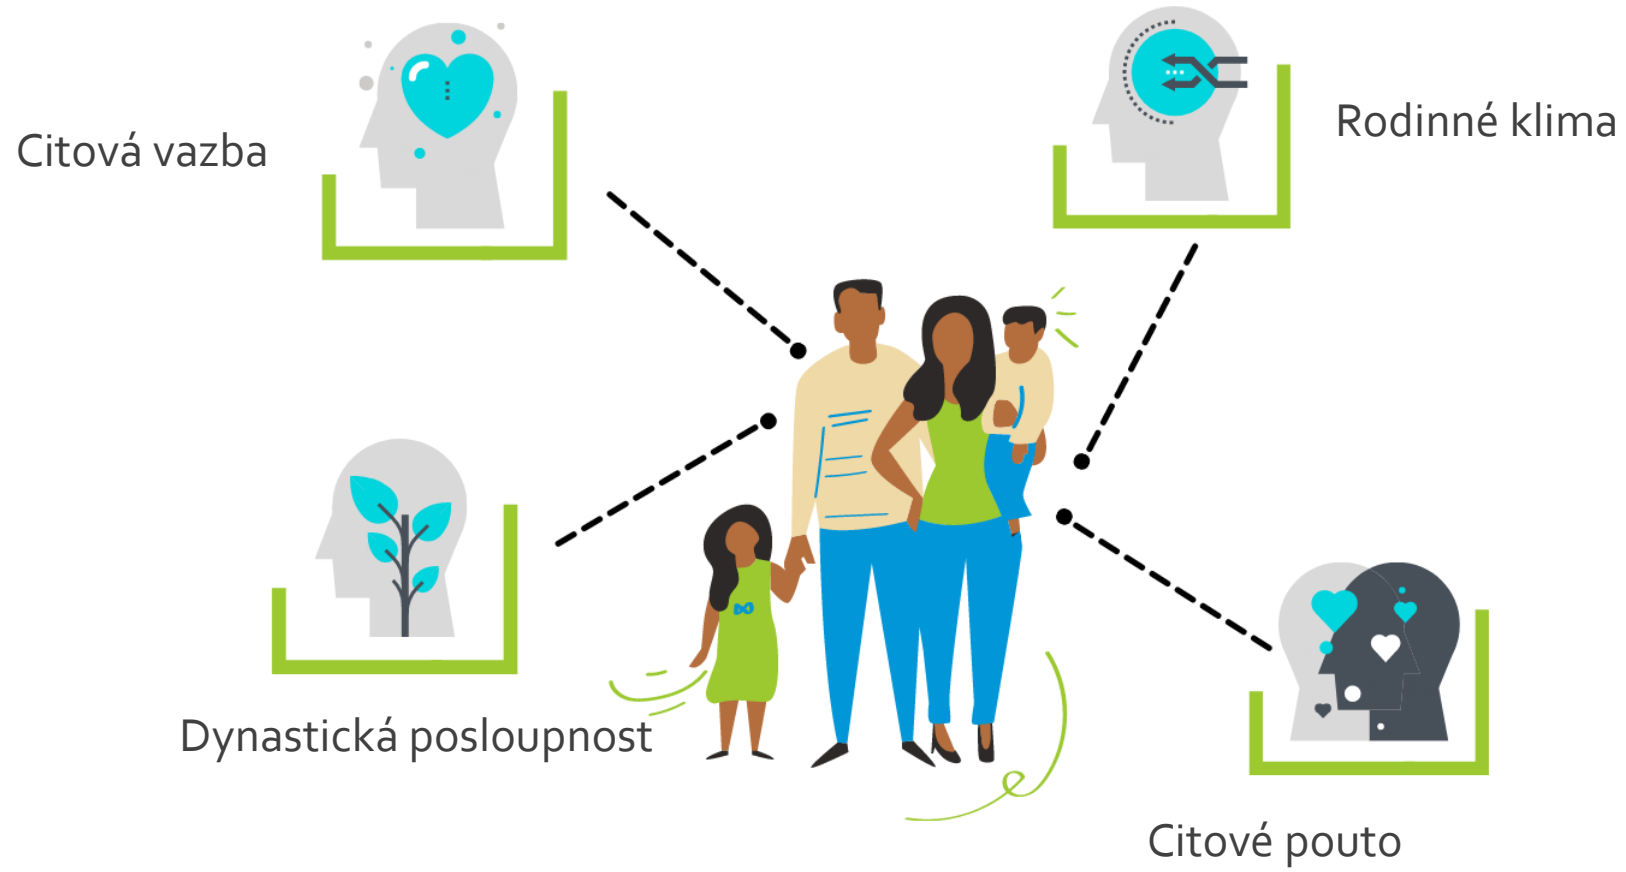 Citová vazba
Rodinné klima
Dynastická posloupnost
Citové pouto